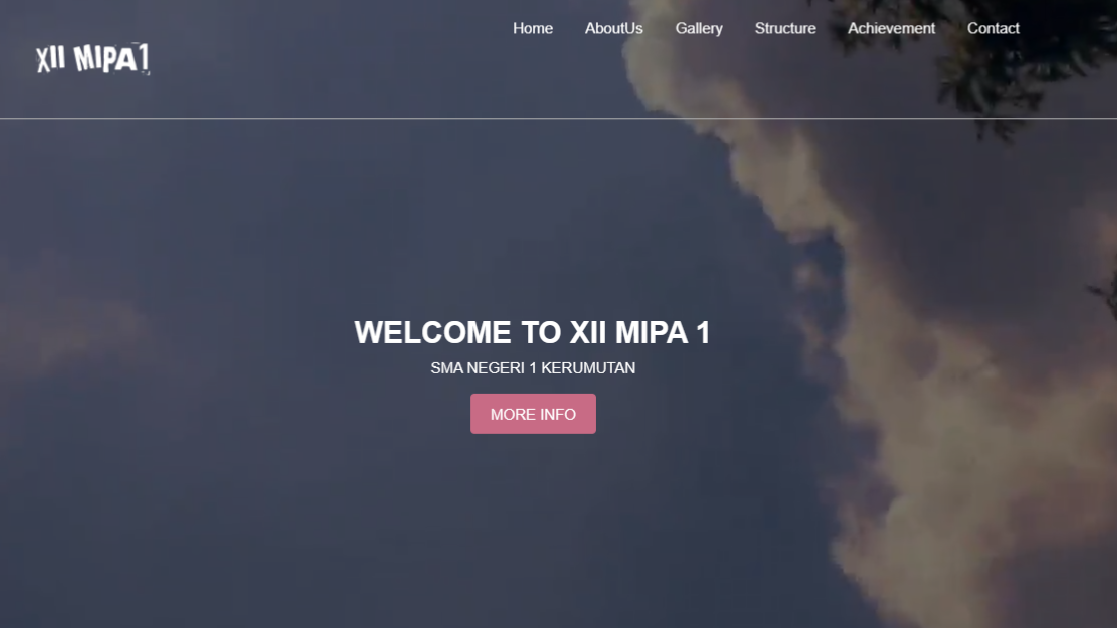 Home AboutUs Gallery Structure Achievement Contact
XII MIPA 1
WELCOME TO XII MIPA 1
SMA NEGERI 1 KERUMUTAN
MORE INFO